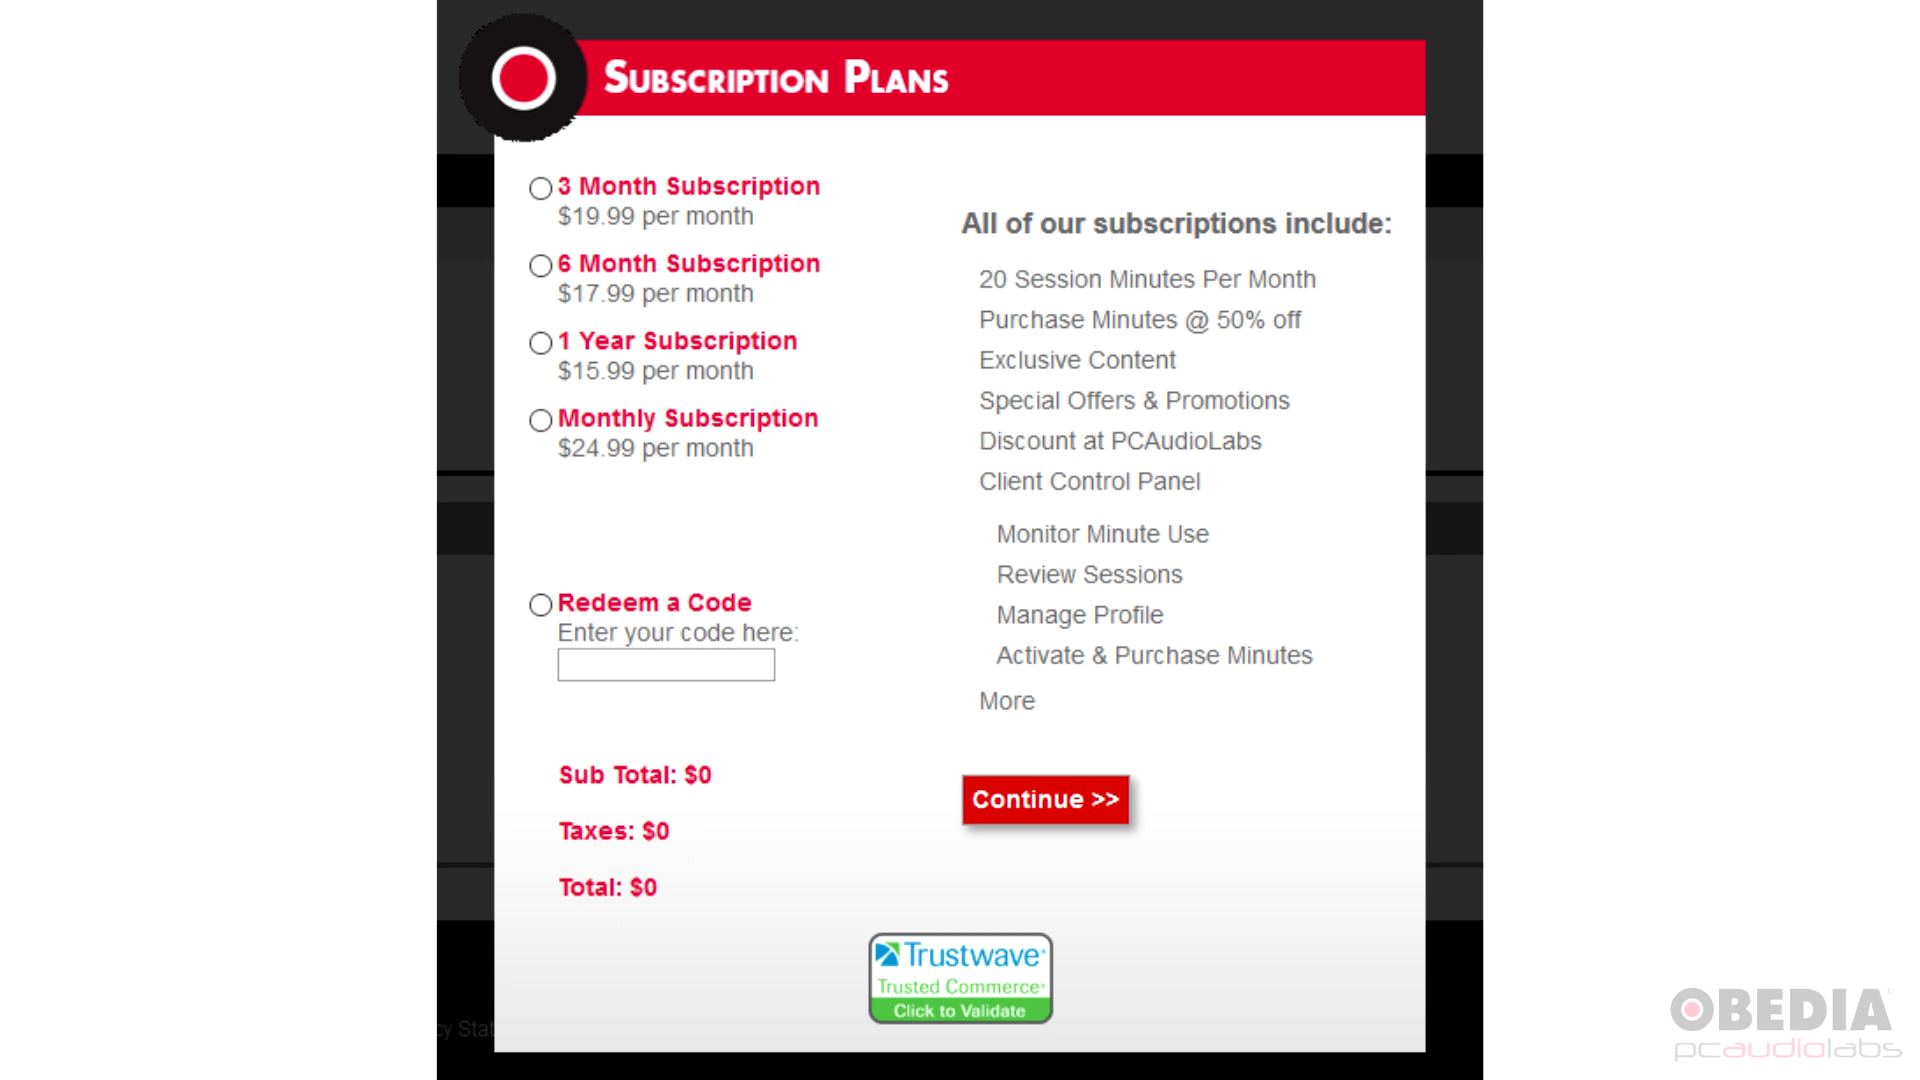 Subscription Plans
3 Month Subscription
$19.99 per month
6 Month Subscription
$17.99 per month
1 Year Subscription
$15.99 per month
Monthly Subscription
$24.99 per month
Redeem a Code
Enter your code here:
Sub Total: $0
Taxes: $0
Total: $0
All of our subscriptions include:
20 Session Minutes Per Month
Purchase Minutes @ 50% off
Exclusive Content
Special Offers & Promotions
Discount at PCAudioLabs
Client Control Panel
Monitor Minute Use
Review Sessions
Manage Profile
Activate & Purchase Minutes
More
Continue >>
Trustwave
Trusted Commerce
Click to Validate
cy Stat
OBEDIA
pcaudiolabs